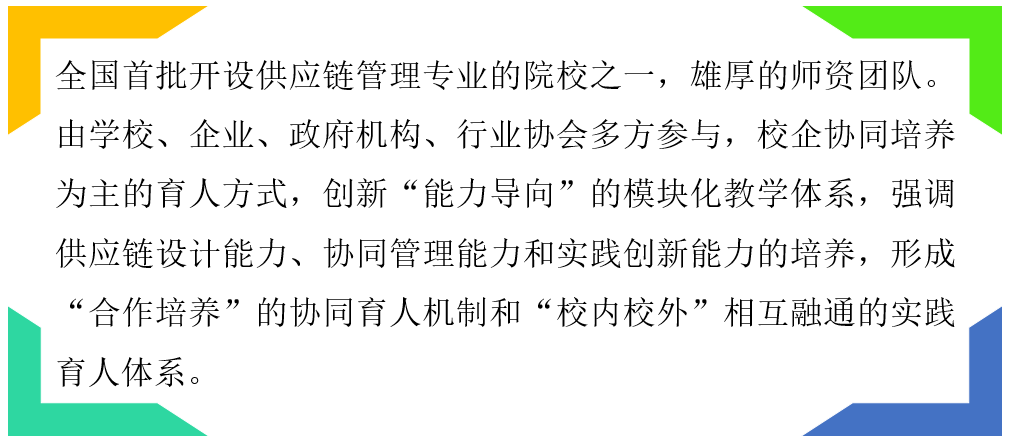 全国首批开设供应链管理专业的院校之一，雄厚的师资团队。
由学校、企业、政府机构、行业协会多方参与，校企协同培养
为主的育人方式，创新“能力导向”的模块化教学体系，强调
供应链设计能力、协同管理能力和实践创新能力的培养，形成
“合作培养”的协同育人机制和“校内校外”相互融通的实践
育人体系。